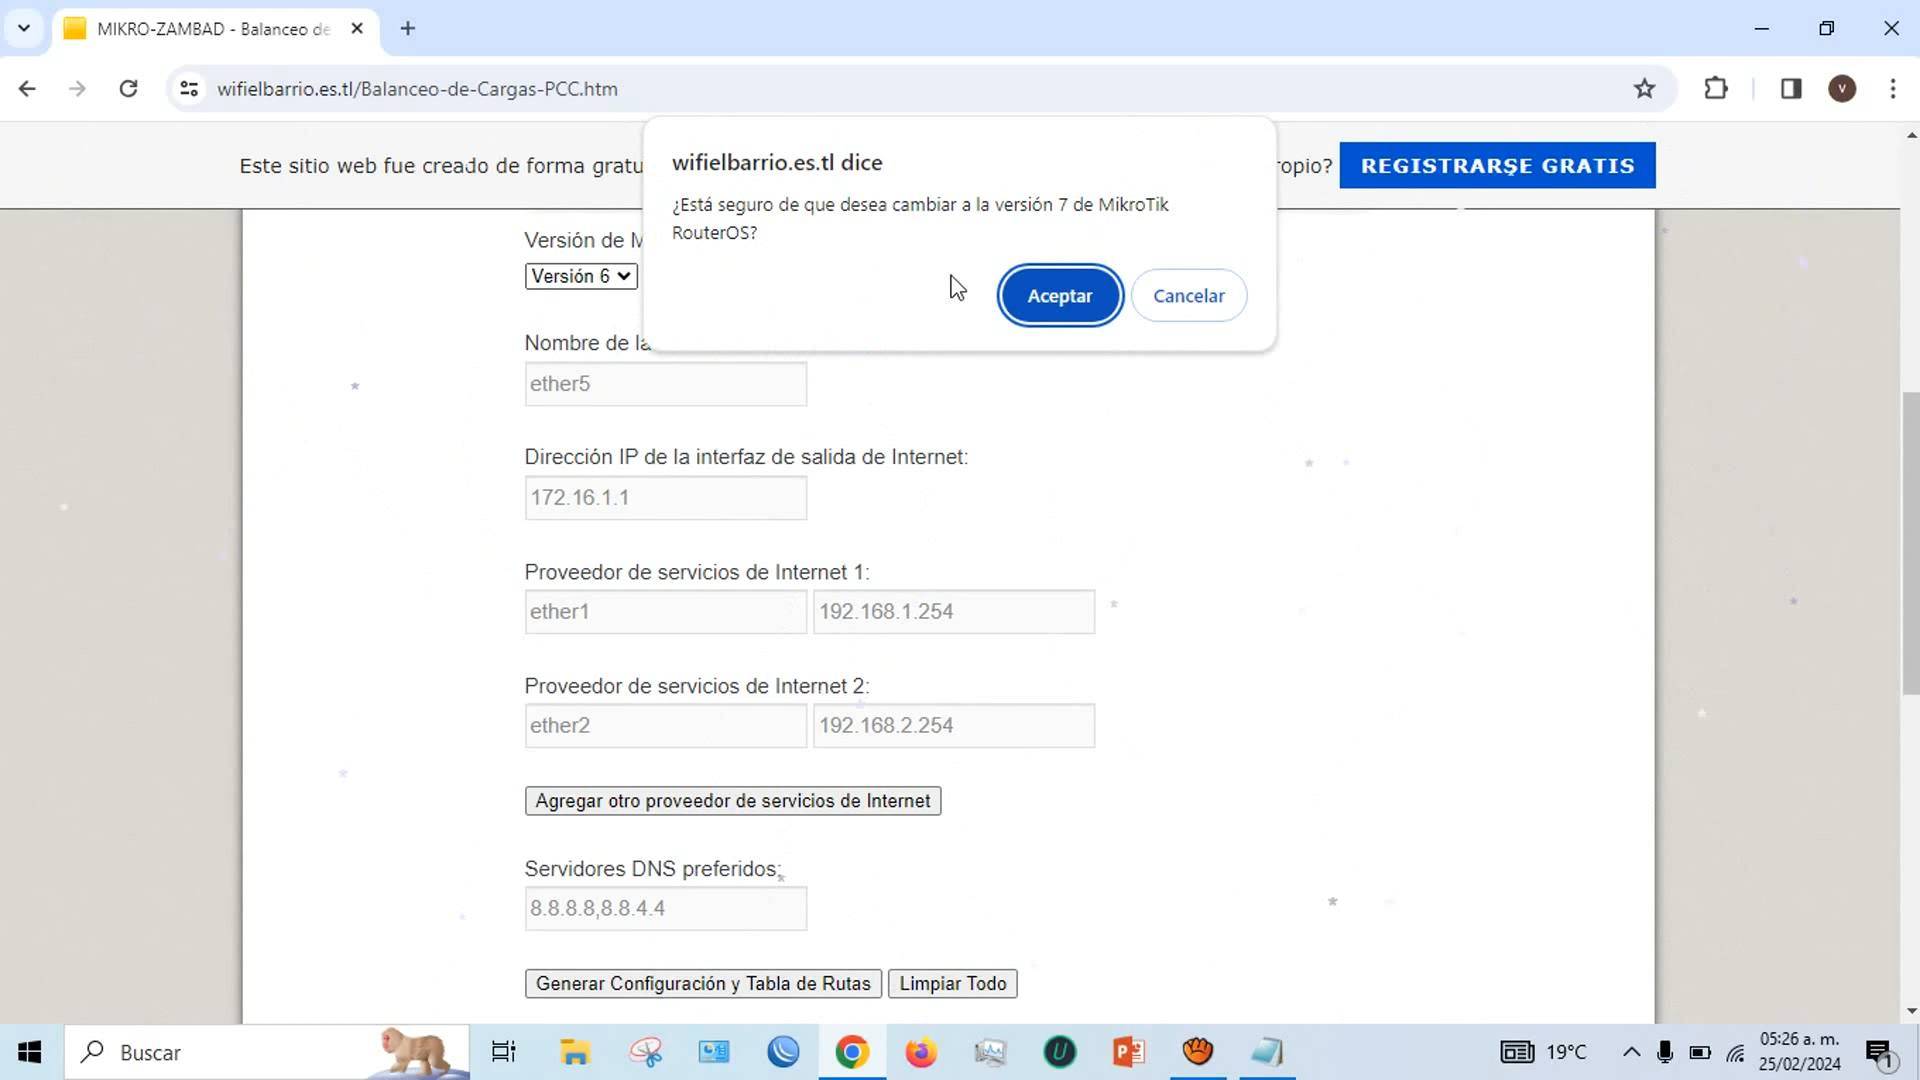 MIKRO-ZAMBAD - Balanceo de
wifielbarrio.es.tl/Balanceo-de-Cargas-PCC.htm
V
Este sitio web fue creado de forma gratu
ropio?
REGISTRARSE GRATIS
wifielbarrio.es.tl dice
¿Está seguro de que desea cambiar a la versión 7 de MikroTik
RouterOS?
Aceptar
Cancelar
Versión de M
Versión 6
Nombre de la
ether5
Dirección IP de la interfaz de salida de Internet:
172.16.1.1
Proveedor de servicios de Internet 1:
ether1
192.168.1.254
Proveedor de servicios de Internet 2:
ether2
192.168.2.254
Agregar otro proveedor de servicios de Internet
Servidores DNS preferidos:
8.8.8.8,8.8.4.4
Generar Configuración y Tabla de Rutas
Limpiar Todo
Buscar
19°C
05:26 a. m.
25/02/2024
1